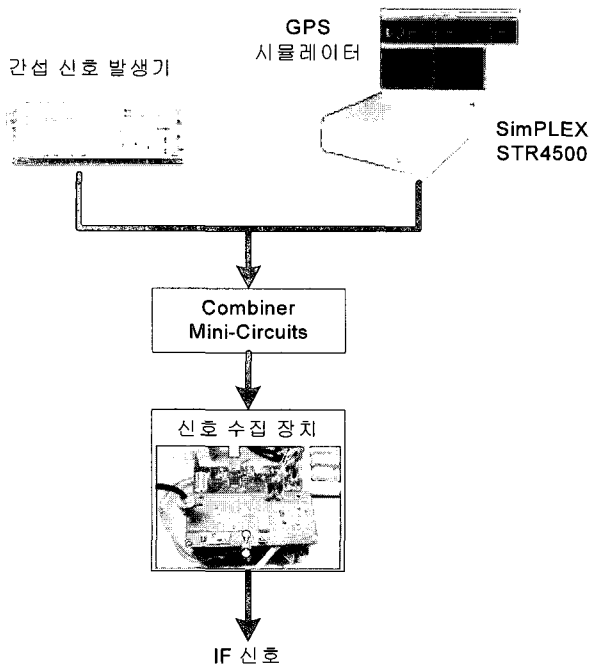 간섭 신호 발생기
GPS
시뮬레이터
SimPLEX
STR4500
Combiner
Mini-Circuits
신호 수집 장치
IF 신호